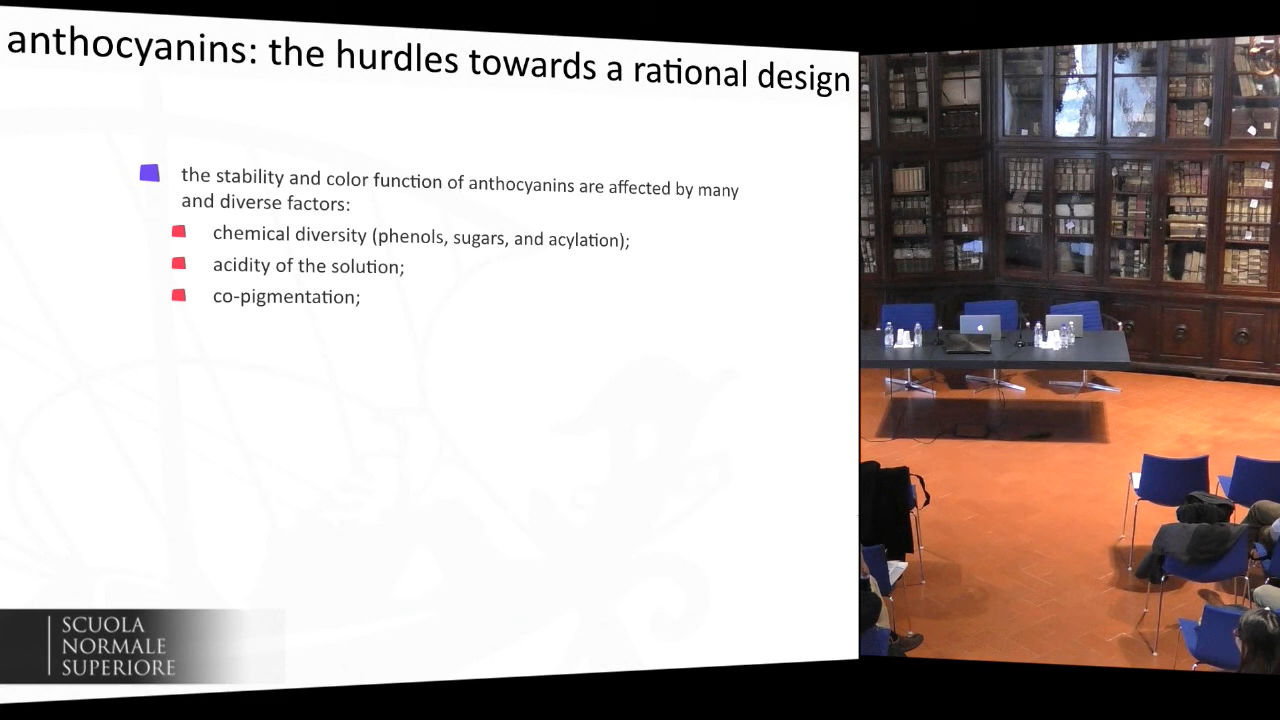 anthocyanins: the hurdles towards a rational design
the stability and color function of anthocyanins are affected by many
and diverse factors:
chemical diversity (phenols, sugars, and acylation);
acidity of the solution;
co-pigmentation;
SCUOLA
NORMALE
SUPERIORE